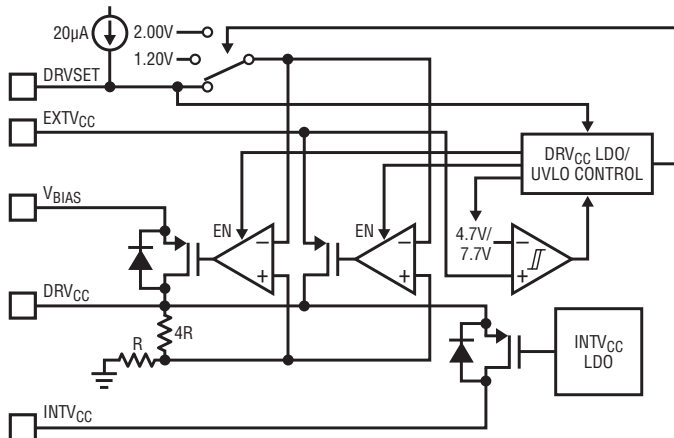 20µA
2.00V
1.20V
DRVSET
EXTVCC
DRVCC LDO/
UVLO CONTROL
VBIAS
EN
EN
4.7V/
7.7V
−
+
−
+
−
+
DRVCC
4R
R
INTVCC
LDO
INTVCC